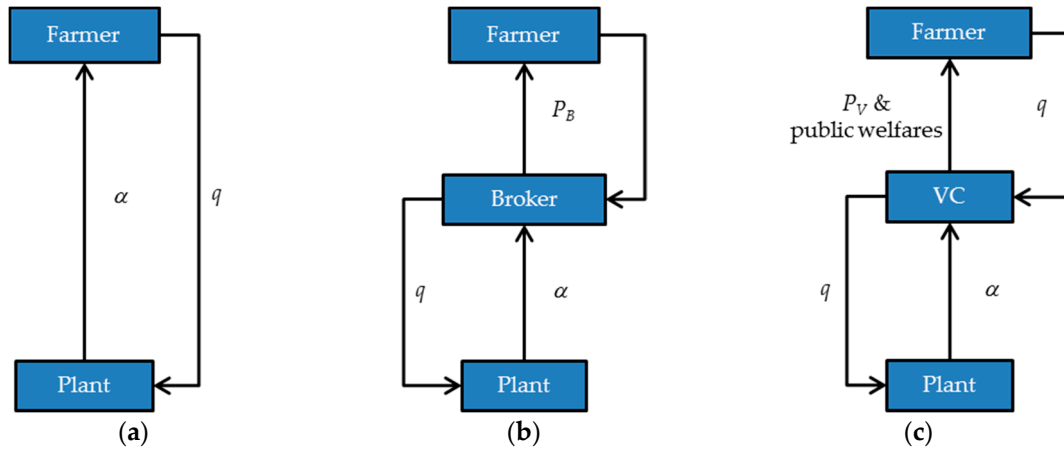 Farmer
α
q
Plant
(a)
Farmer
P_B
Broker
q
α
Plant
(b)
Farmer
P_V &
public welfares
q
VC
q
α
Plant
(c)